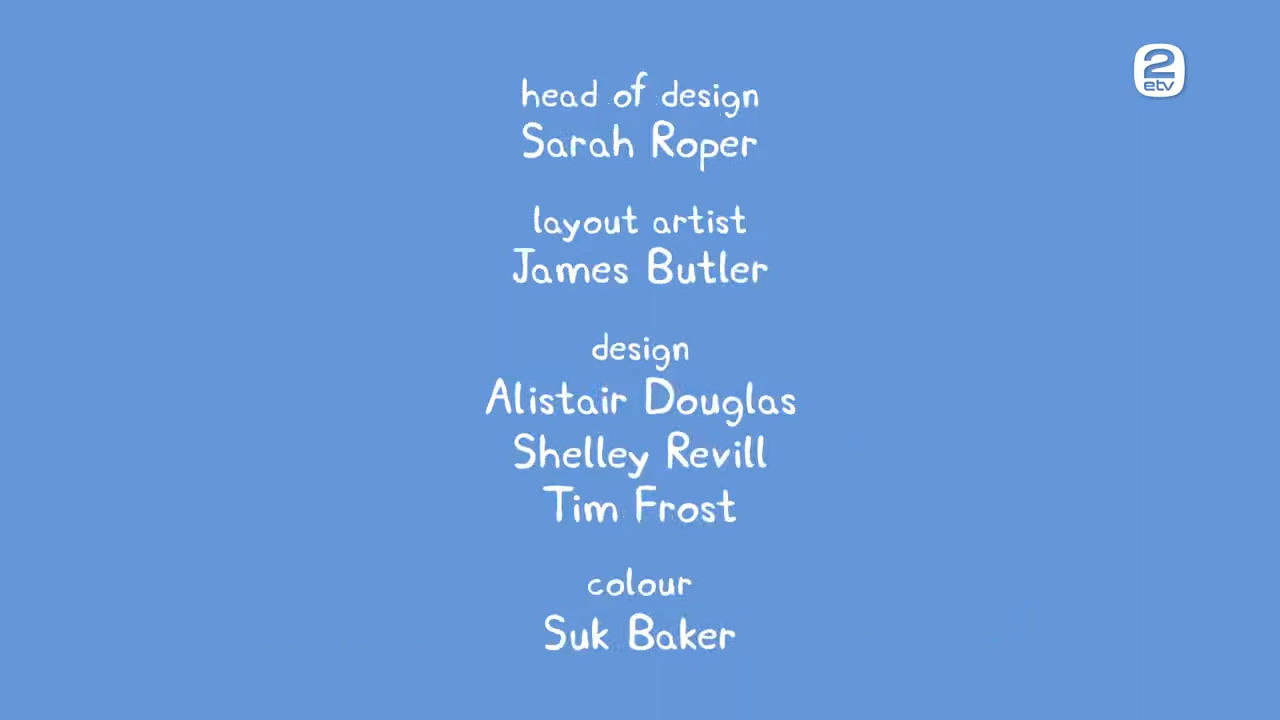 2
etv
head of design
Sarah Roper
layout artist
James Butler
design
Alistair Douglas
Shelley Revill
Tim Frost
colour
Suk Baker